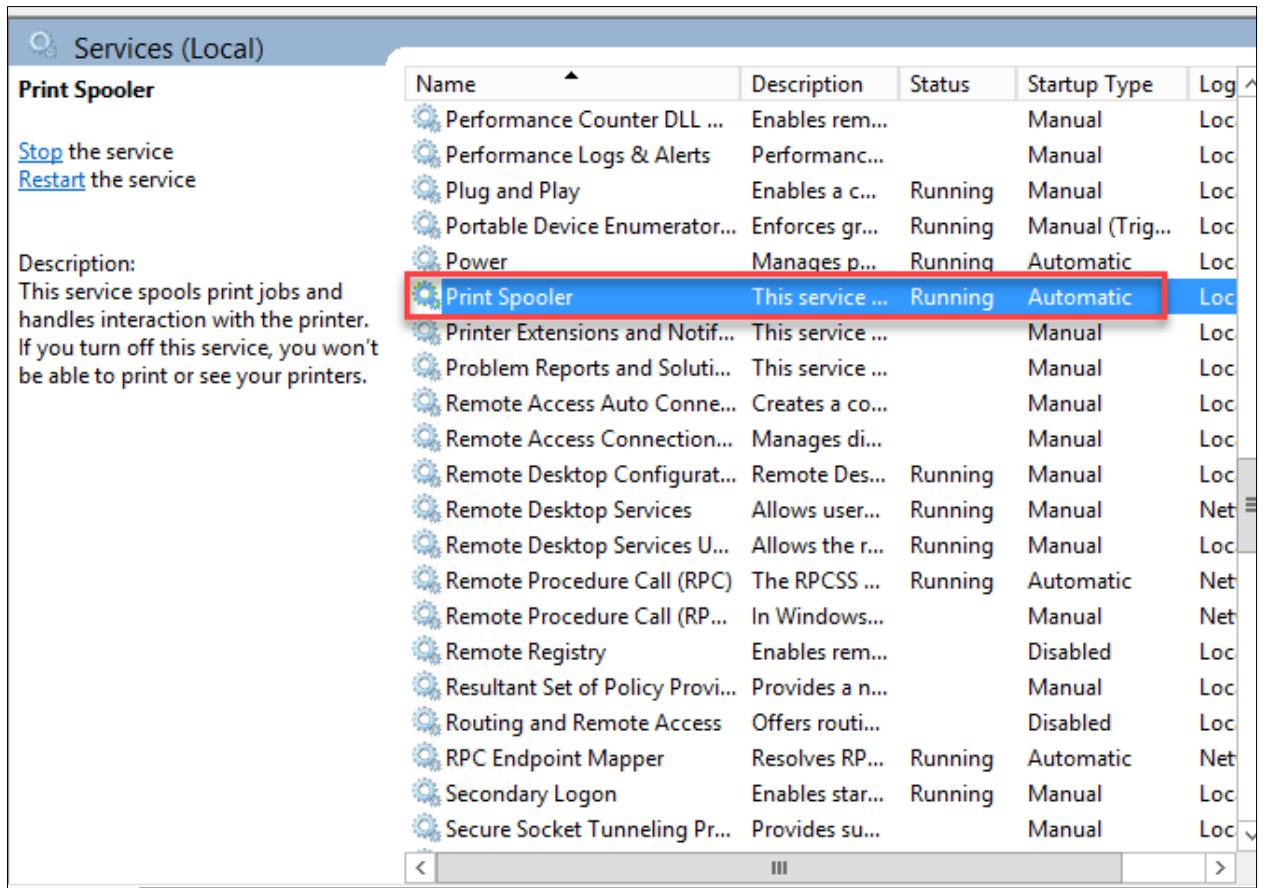 Services (Local)
Print Spooler
Stop the service
Restart the service
Description:
This service spools print jobs and
handles interaction with the printer.
If you turn off this service, you won't
be able to print or see your printers.
Name Description Status Startup Type Log
Performance Counter DLL ... Enables rem... Manual Loc
Performance Logs & Alerts Performanc... Manual Loc
Plug and Play Enables a c... Running Manual Loc
Portable Device Enumerator... Enforces gr... Running Manual (Trig... Loc
Power Manages p... Running Automatic Loc
Print Spooler This service ... Running Automatic Loc
Printer Extensions and Notif... This service ... Manual Loc
Problem Reports and Soluti... This service ... Manual Loc
Remote Access Auto Conne... Creates a co... Manual Loc
Remote Access Connection... Manages di... Manual Loc
Remote Desktop Configurat... Remote Des... Running Manual Loc
Remote Desktop Services Allows user... Running Manual Net
Remote Desktop Services U... Allows the r... Running Manual Loc
Remote Procedure Call (RPC) The RPCSS ... Running Automatic Net
Remote Procedure Call (RP... In Windows... Manual Net
Remote Registry Enables rem... Disabled Loc
Resultant Set of Policy Provi... Provides a n... Manual Loc
Routing and Remote Access Offers routi... Disabled Loc
RPC Endpoint Mapper Resolves RP... Running Automatic Net
Secondary Logon Enables star... Running Manual Loc
Secure Socket Tunneling Pr... Provides su... Manual Loc